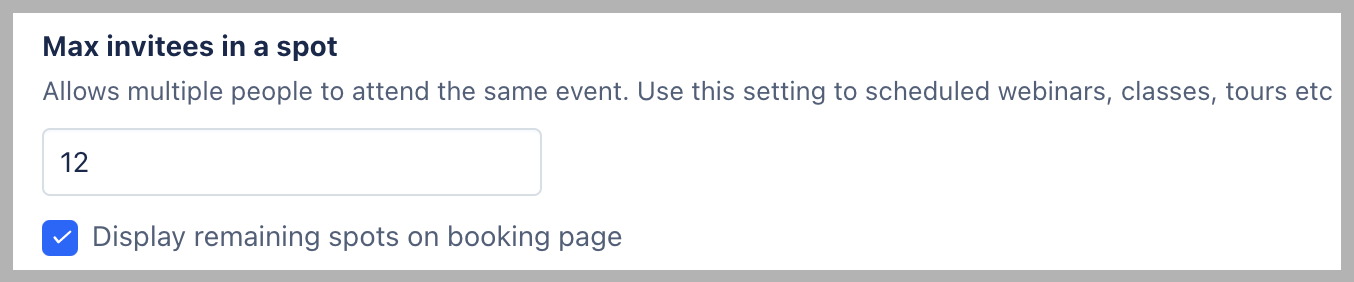 Max invitees in a spot
Allows multiple people to attend the same event. Use this setting to scheduled webinars, classes, tours etc
12
Display remaining spots on booking page